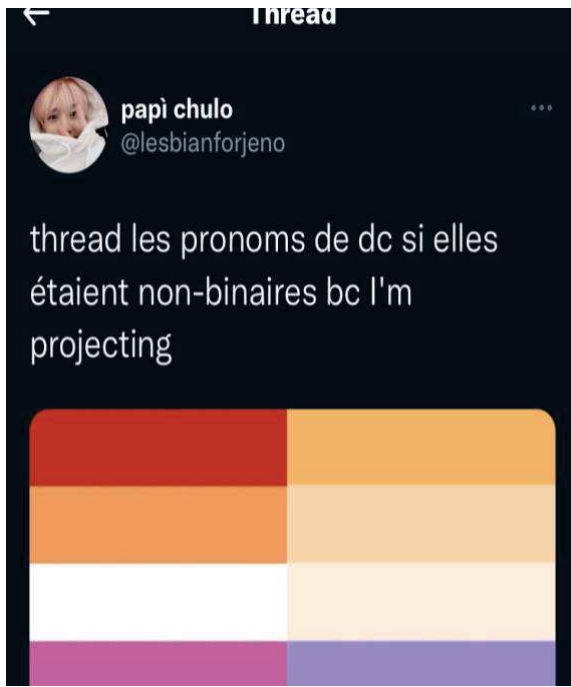 Thread
papì chulo
@lesbianforjeno
thread les pronoms de dc si elles
étaient non-binaires bc I'm
projecting